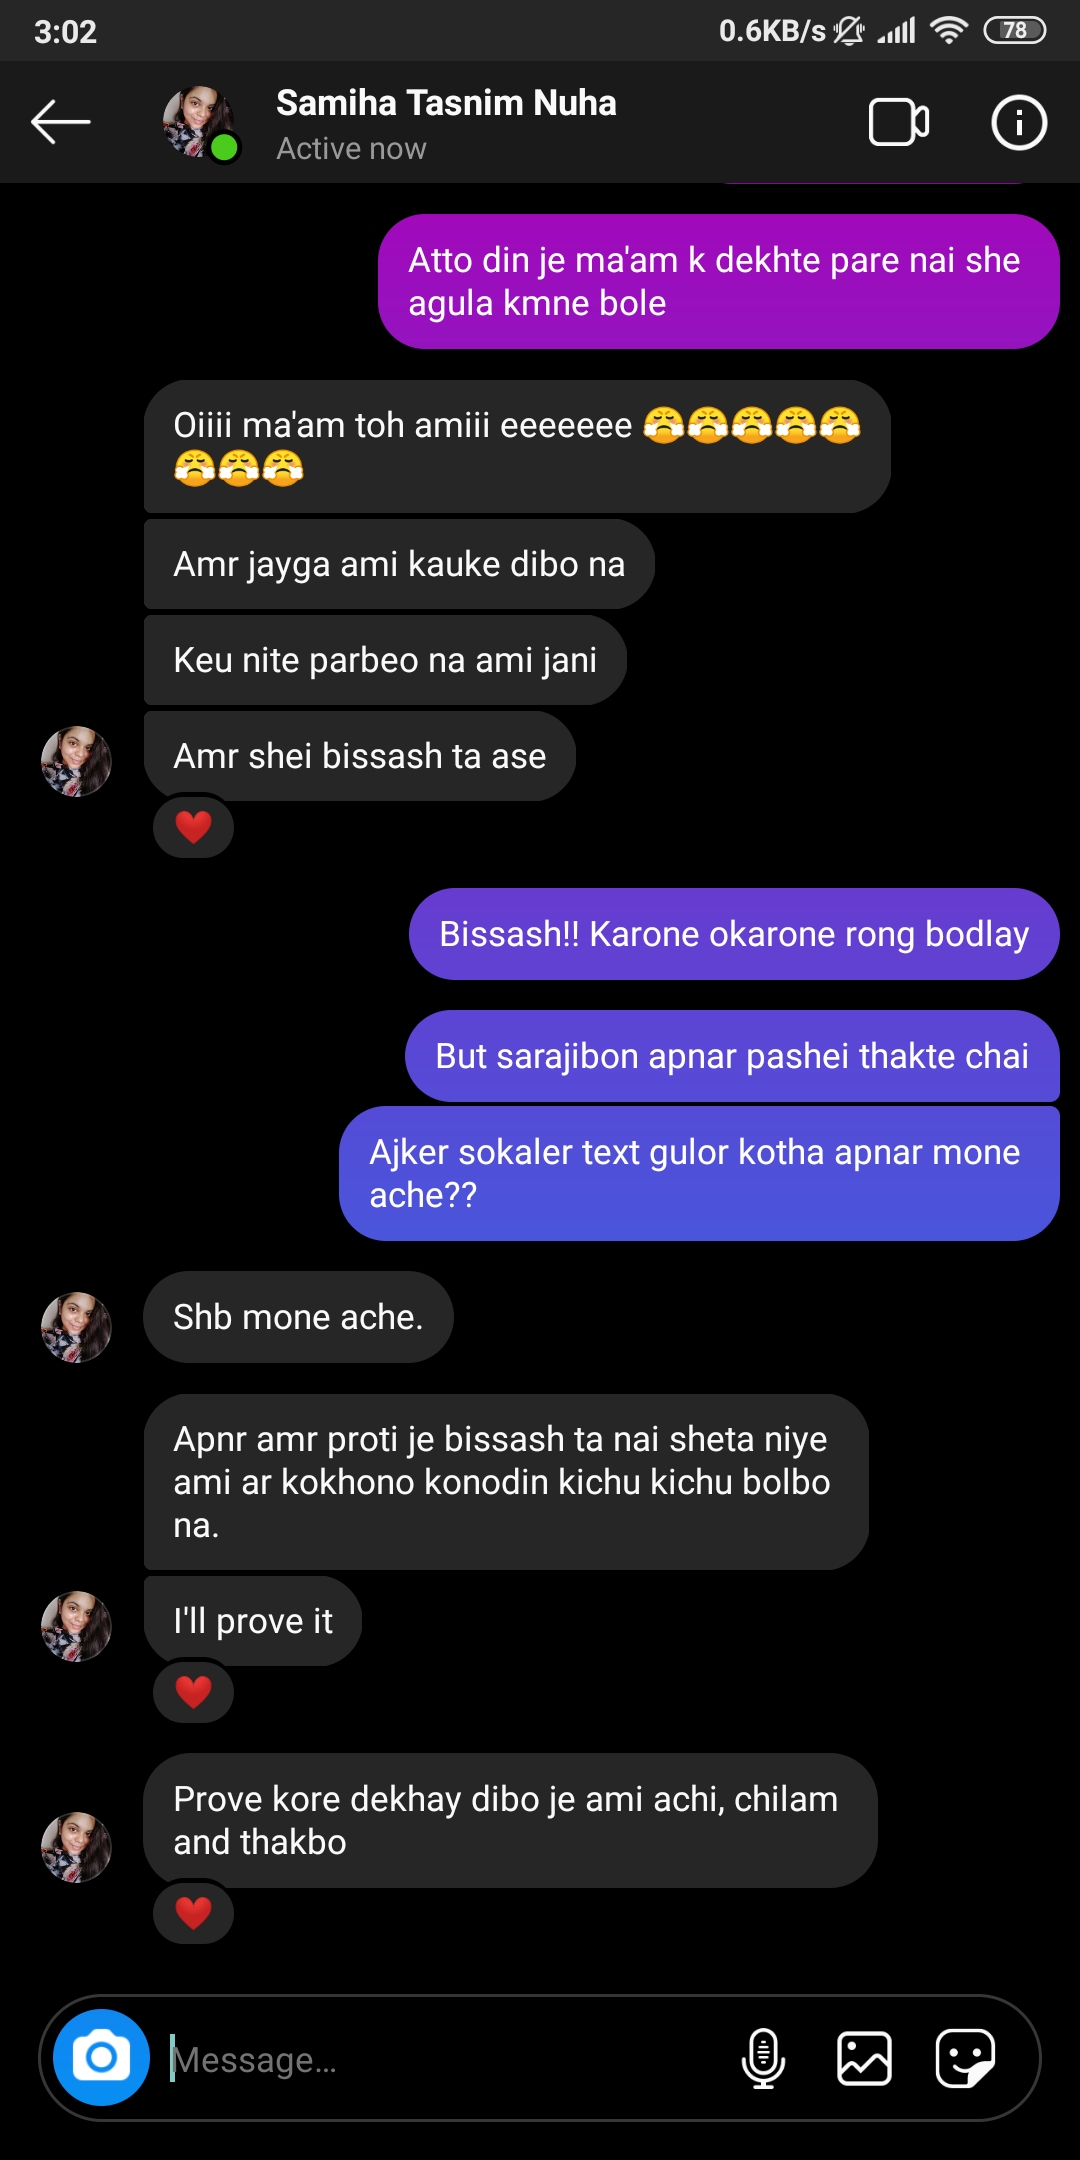 3:02
0.6KB/s
78
Samiha Tasnim Nuha
Active now
Atto din je ma'am k dekhte pare nai she
agula kmne bole
Oiiii ma'am toh amiii eeeeeee 😤😤😤😤😤
😤😤😤
Amr jayga ami kauke dibo na
Keu nite parbeo na ami jani
Amr shei bissash ta ase
❤️
Bissash!! Karone okarone rong bodlay
But sarajibon apnar pashei thakte chai
Ajker sokaler text gulor kotha apnar mone
ache??
Shb mone ache.
Apnr amr proti je bissash ta nai sheta niye
ami ar kokhono konodin kichu kichu bolbo
na.
I'll prove it
❤️
Prove kore dekhay dibo je ami achi, chilam
and thakbo
❤️
Message...